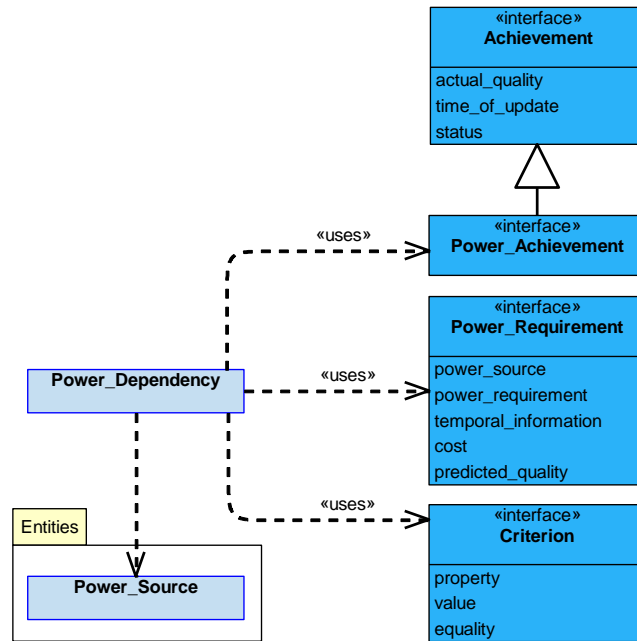 «interface»
Achievement
actual_quality
time_of_update
status
«uses»
«interface»
Power_Achievement
«interface»
Power_Requirement
power_source
power_requirement
temporal_information
cost
predicted_quality
Power_Dependency
«uses»
«uses»
«interface»
Criterion
property
value
equality
Entities
Power_Source